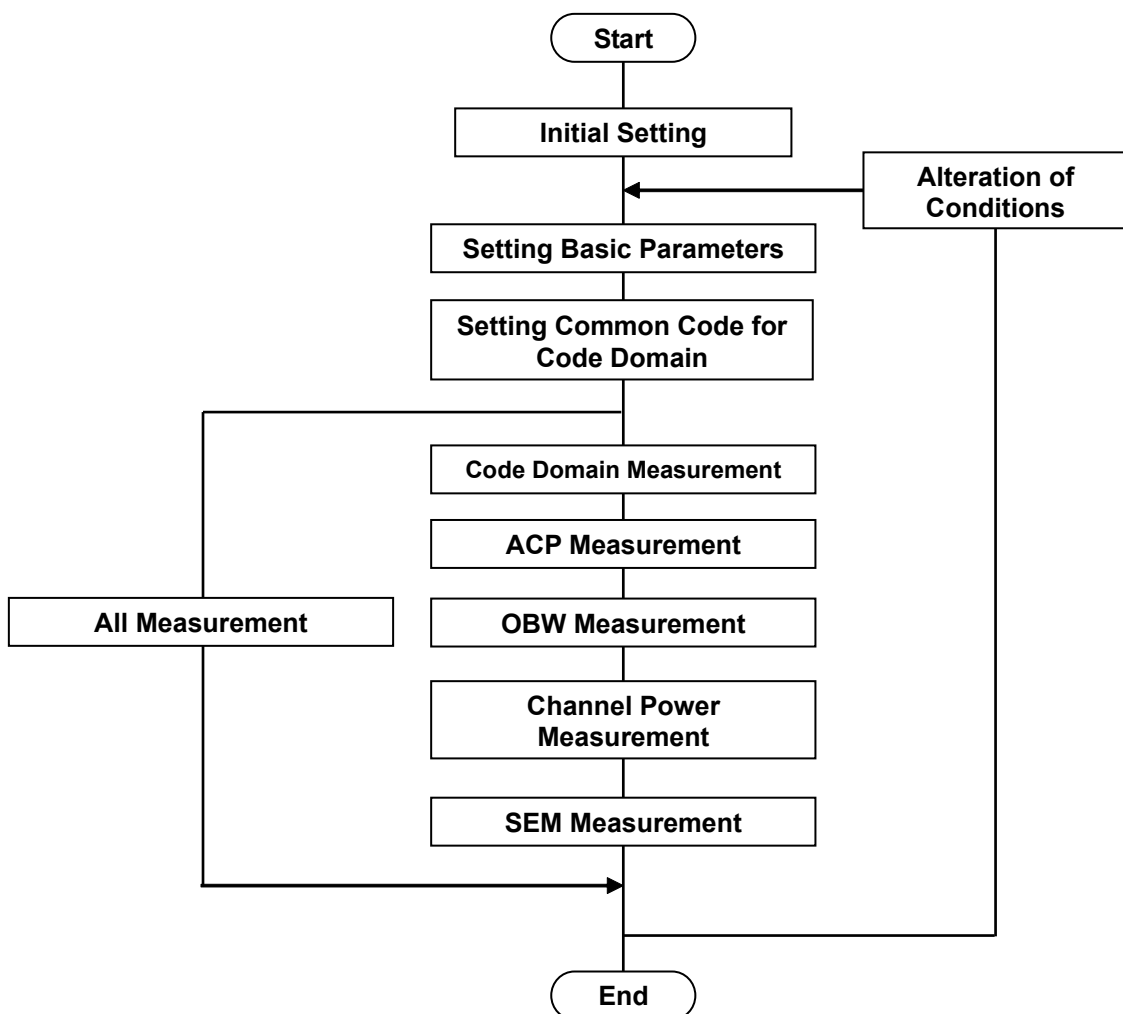 Start
Initial Setting
Alteration of
Conditions
Setting Basic Parameters
Setting Common Code for
Code Domain
Code Domain Measurement
ACP Measurement
All Measurement
OBW Measurement
Channel Power
Measurement
SEM Measurement
End